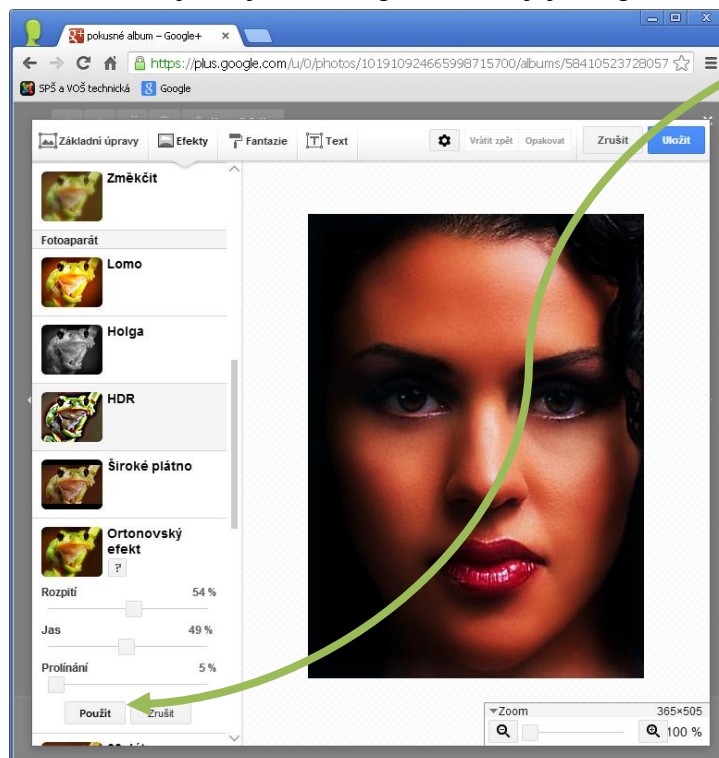 pokusné album – Google+
https://plus.google.com/u/0/photos/101910924665998715700/albums/58410523728057
SPŠ a VOŠ technická
Google
Základní úpravy
Efekty
Fantazie
Text
Vrátit zpět
Opakovat
Zrušit
Uložit
Změkčit
Fotoaparát
Lomo
Holga
HDR
Široké plátno
Ortonovský
efekt
?
Rozpití 54 %
Jas 49 %
Prolínání 5 %
Použít
Zrušit
Zoom 365×505
100 %